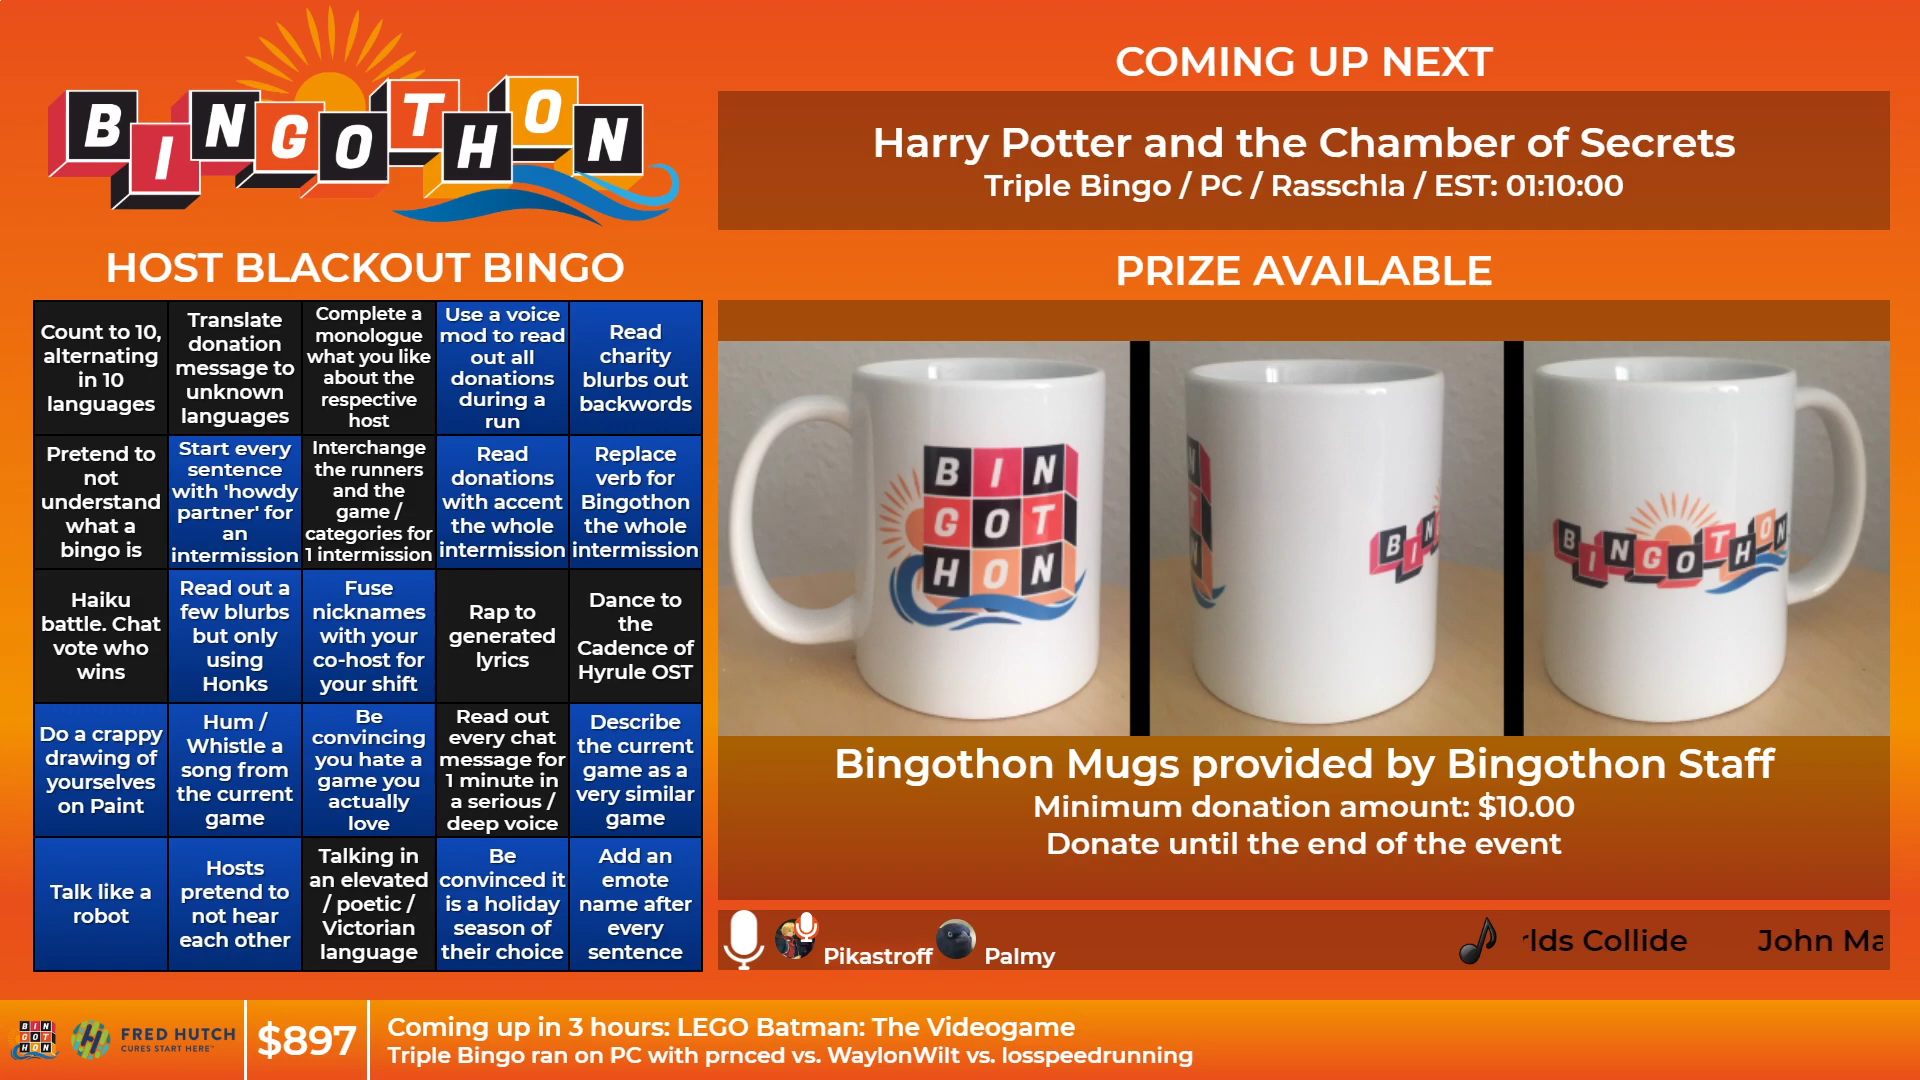 BINGOTHON
COMING UP NEXT
Harry Potter and the Chamber of Secrets
Triple Bingo / PC / Rasschla / EST: 01:10:00
HOST BLACKOUT BINGO
Count to 10,
alternating
in 10
languages
Translate
donation
message to
unknown
languages
Complete a
monologue
what you like
about the
respective
host
Use a voice
mod to read
out all
donations
during a
run
Read
charity
blurbs out
backwords
Pretend to
not
understand
what a
bingo is
Start every
sentence
with 'howdy
partner' for
an
intermission
Interchange
the runners
and the
game /
categories for
1 intermission
Read
donations
with accent
the whole
intermission
Replace
verb for
Bingothon
the whole
intermission
Haiku
battle. Chat
vote who
wins
Read out a
few blurbs
but only
using
Honks
Fuse
nicknames
with your
co-host for
your shift
Rap to
generated
lyrics
Dance to
the
Cadence of
Hyrule OST
Do a crappy
drawing of
yourselves
on Paint
Hum /
Whistle a
song from
the current
game
Be
convincing
you hate a
game you
actually
love
Read out
every chat
message for
1 minute in
a serious /
deep voice
Describe
the current
game as a
very similar
game
Talk like a
robot
Hosts
pretend to
not hear
each other
Talking in
an elevated
/ poetic /
Victorian
language
Be
convinced it
is a holiday
season of
their choice
Add an
emote
name after
every
sentence
PRIZE AVAILABLE
BIN
GOT
HON
N
T
N
BIN
BINGOTHON
Bingothon Mugs provided by Bingothon Staff
Minimum donation amount: $10.00
Donate until the end of the event
Pikastroff
Palmy
rlds Collide
John Ma
BIN
GOT
HON
FRED HUTCH
CURES START HERE™
$897
Coming up in 3 hours: LEGO Batman: The Videogame
Triple Bingo ran on PC with prnced vs. WaylonWilt vs. losspeedrunning